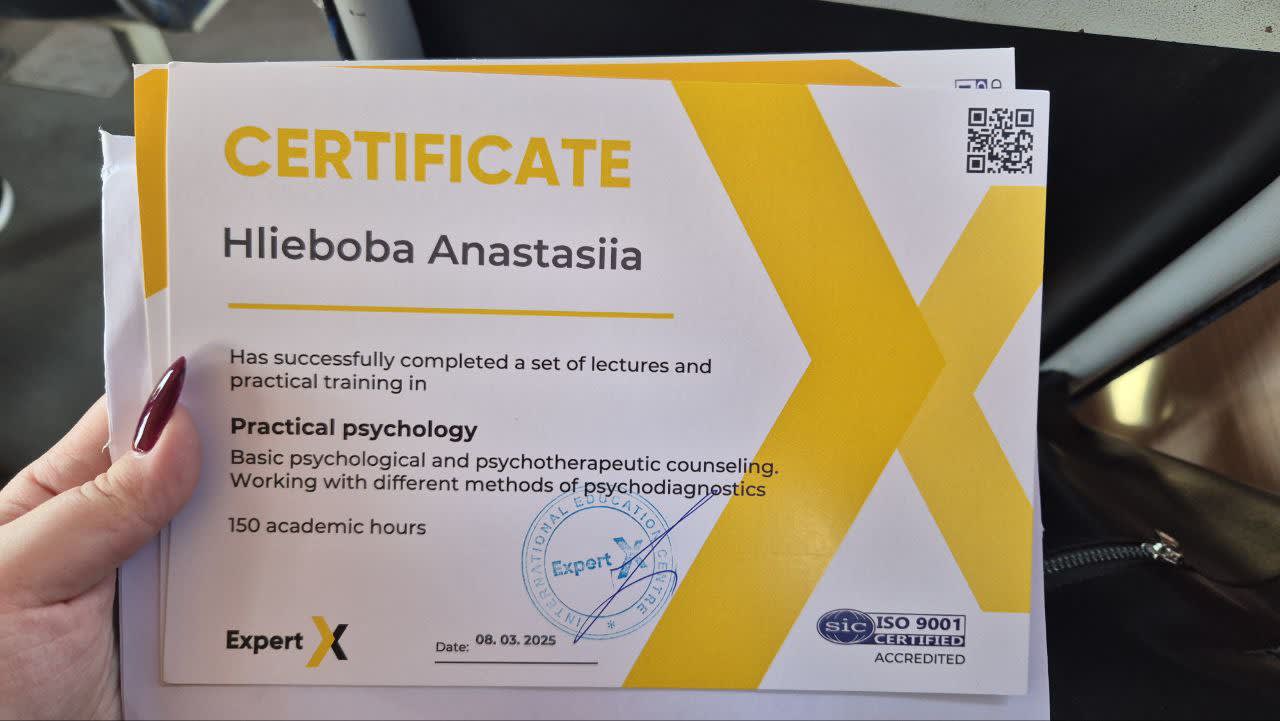 CERTIFICATE
Hlieboba Anastasiia
Has successfully completed a set of lectures and
practical training in
Practical psychology
Basic psychological and psychotherapeutic counseling.
Working with different methods of psychodiagnostics
150 academic hours
INTERNATIONAL EDUCATION CENTRE *
Expert X
Expert X
Date: 08. 03. 2025
sic ISO 9001
CERTIFIED
ACCREDITED